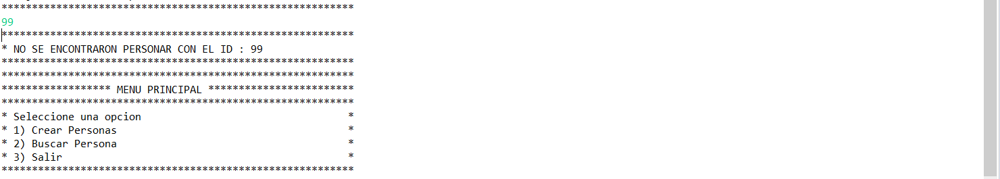 **********************************************************
99
**********************************************************
* NO SE ENCONTRARON PERSONAR CON EL ID : 99
**********************************************************
**********************************************************
****************** MENU PRINCIPAL ************************
**********************************************************
* Seleccione una opcion                                  *
* 1) Crear Personas                                      *
* 2) Buscar Persona                                      *
* 3) Salir                                               *
**********************************************************